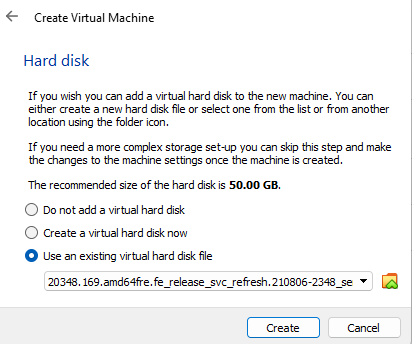 Create Virtual Machine
Hard disk
If you wish you can add a virtual hard disk to the new machine. You can
either create a new hard disk file or select one from the list or from another
location using the folder icon.
If you need a more complex storage set-up you can skip this step and make
the changes to the machine settings once the machine is created.
The recommended size of the hard disk is 50.00 GB.
Do not add a virtual hard disk
Create a virtual hard disk now
Use an existing virtual hard disk file
20348.169.amd64fre.fe_release_svc_refresh.210806-2348_se
Create
Cancel